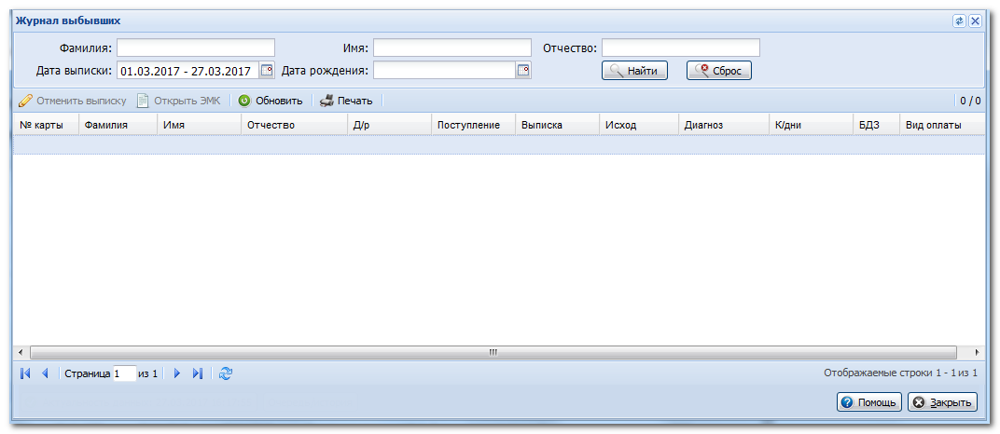 Журнал выбывших
Фамилия: Имя: Отчество:
Дата выписки: 01.03.2017 - 27.03.2017 Дата рождения: Найти Сброс
Отменить выписку Открыть ЭМК Обновить Печать 0 / 0
№ карты Фамилия Имя Отчество Д/р Поступление Выписка Исход Диагноз К/дни БДЗ Вид оплаты
Страница 1 из 1 Отображаемые строки 1 - 1 из 1
Помощь Закрыть